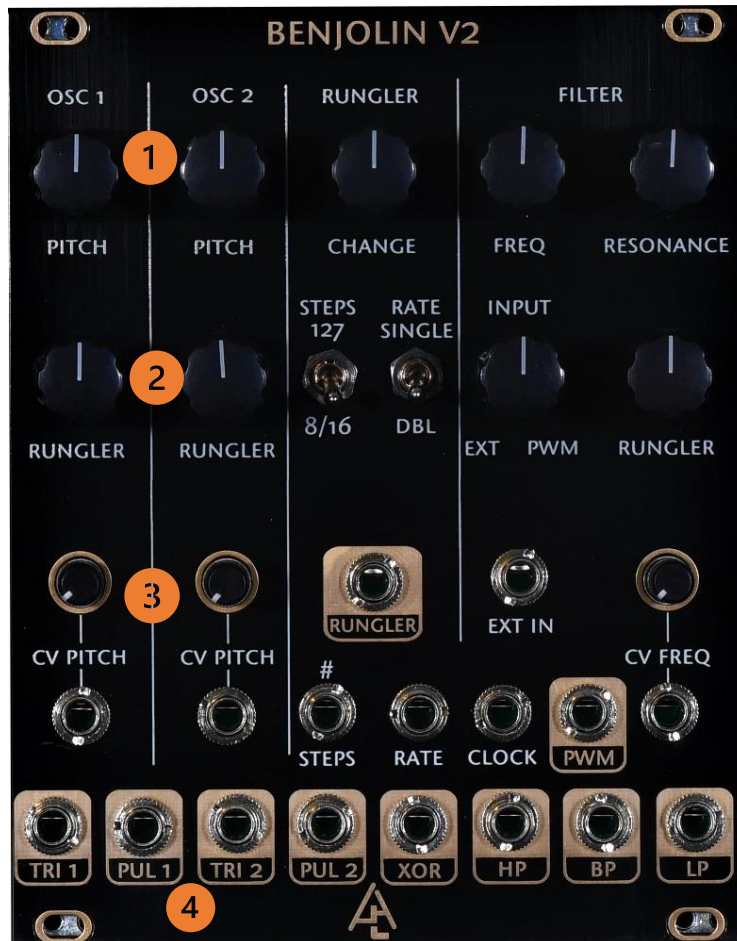 BENJOLIN V2
OSC 1 OSC 2 RUNGLER FILTER
1
PITCH PITCH CHANGE FREQ RESONANCE
STEPS RATE INPUT
127 SINGLE
2
8/16 DBL
RUNGLER RUNGLER EXT PWM RUNGLER
3
RUNGLER EXT IN
CV PITCH CV PITCH CV FREQ
#
STEPS RATE CLOCK PWM
TRI 1 PUL 1 TRI 2 PUL 2 XOR HP BP LP
4